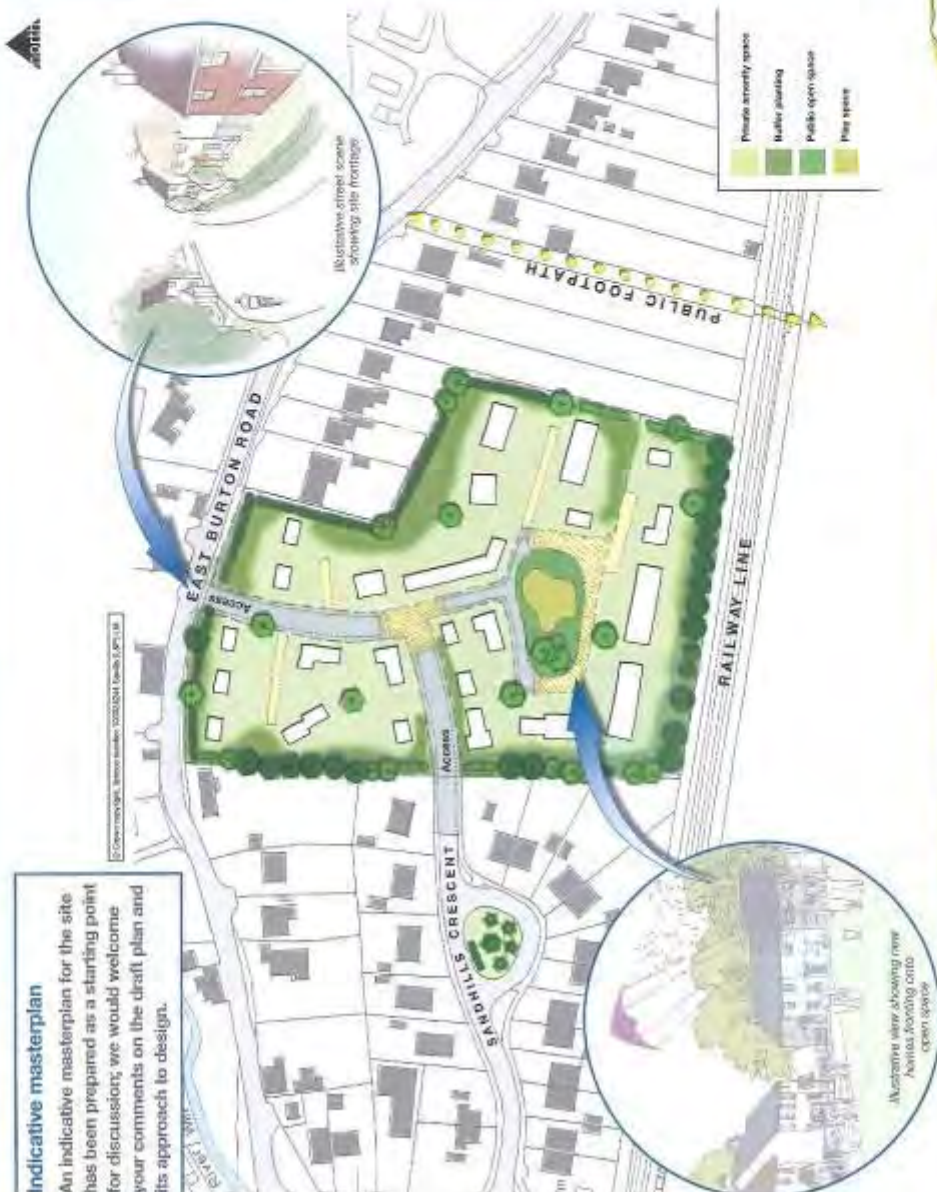 Indicative masterplan
An indicative masterplan for the site
has been prepared as a starting point
for discussion; we would welcome
your comments on the draft plan and
its approach to design.
north
Illustrative street scene
showing site frontage
EAST BURTON ROAD
Access
Access
SANDHILLS CRESCENT
PUBLIC FOOTPATH
RAILWAY LINE
RIVER
Private amenity space
Buffer planting
Public open space
Play space
Illustrative view showing new
homes fronting onto
open space